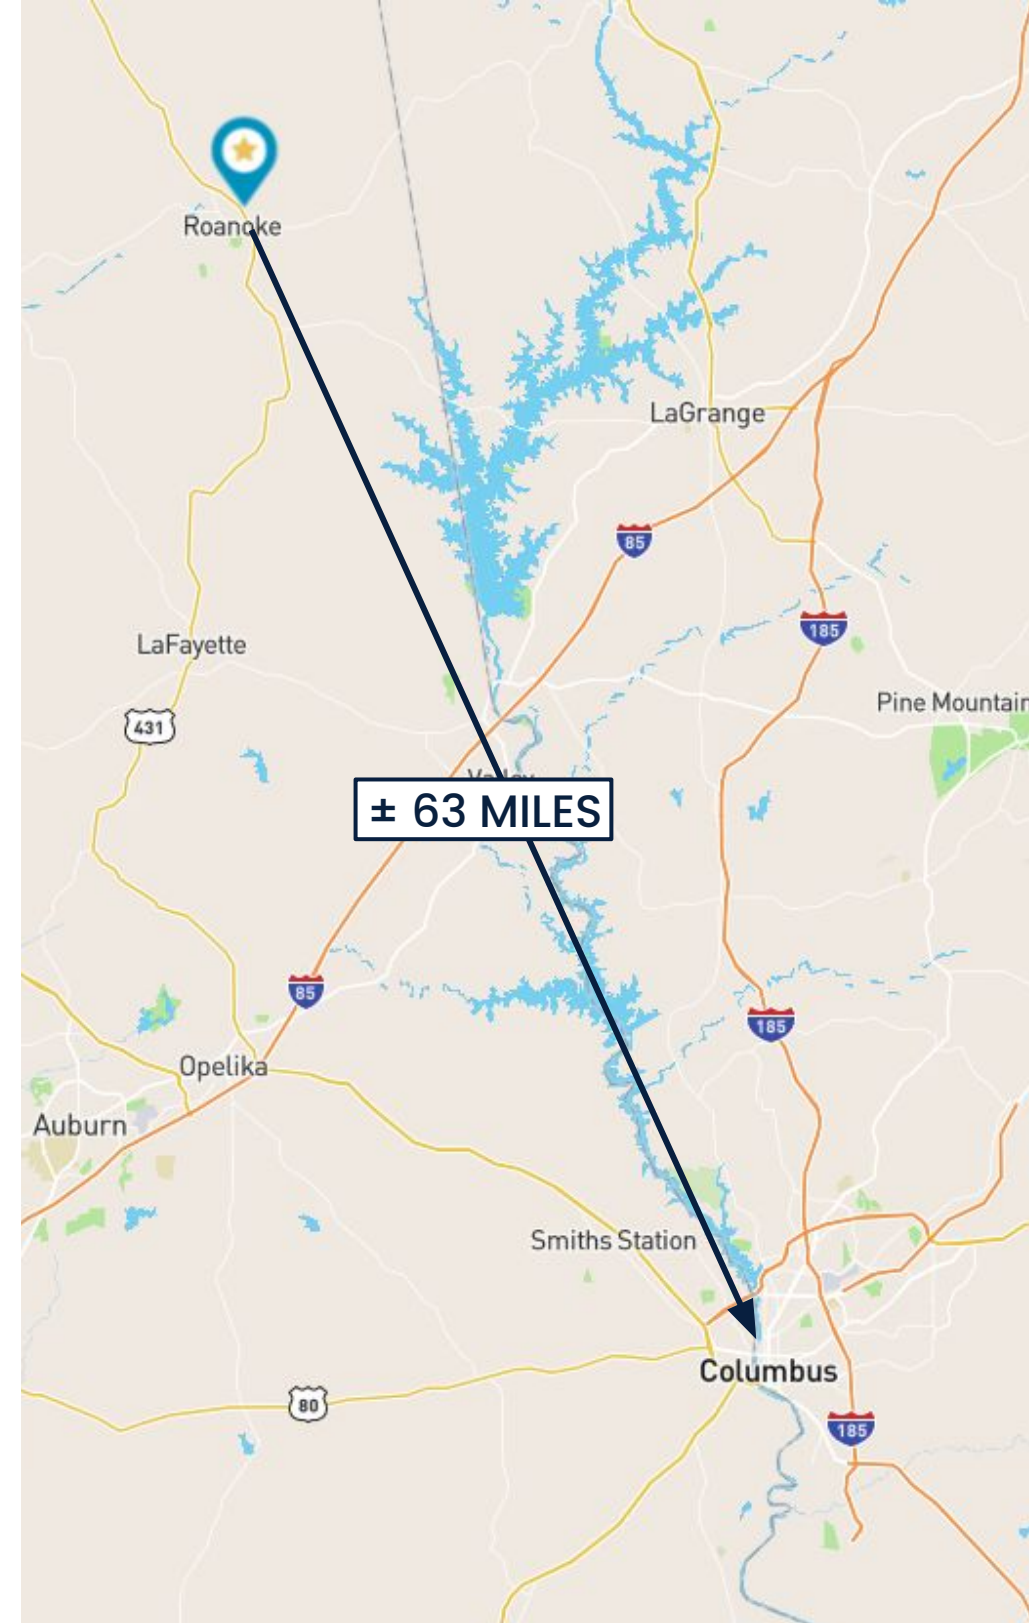 Roanoke
LaGrange
85
185
LaFayette
Pine Mountain
431
Valley
± 63 MILES
85
185
Opelika
Auburn
Smiths Station
Columbus
80
185